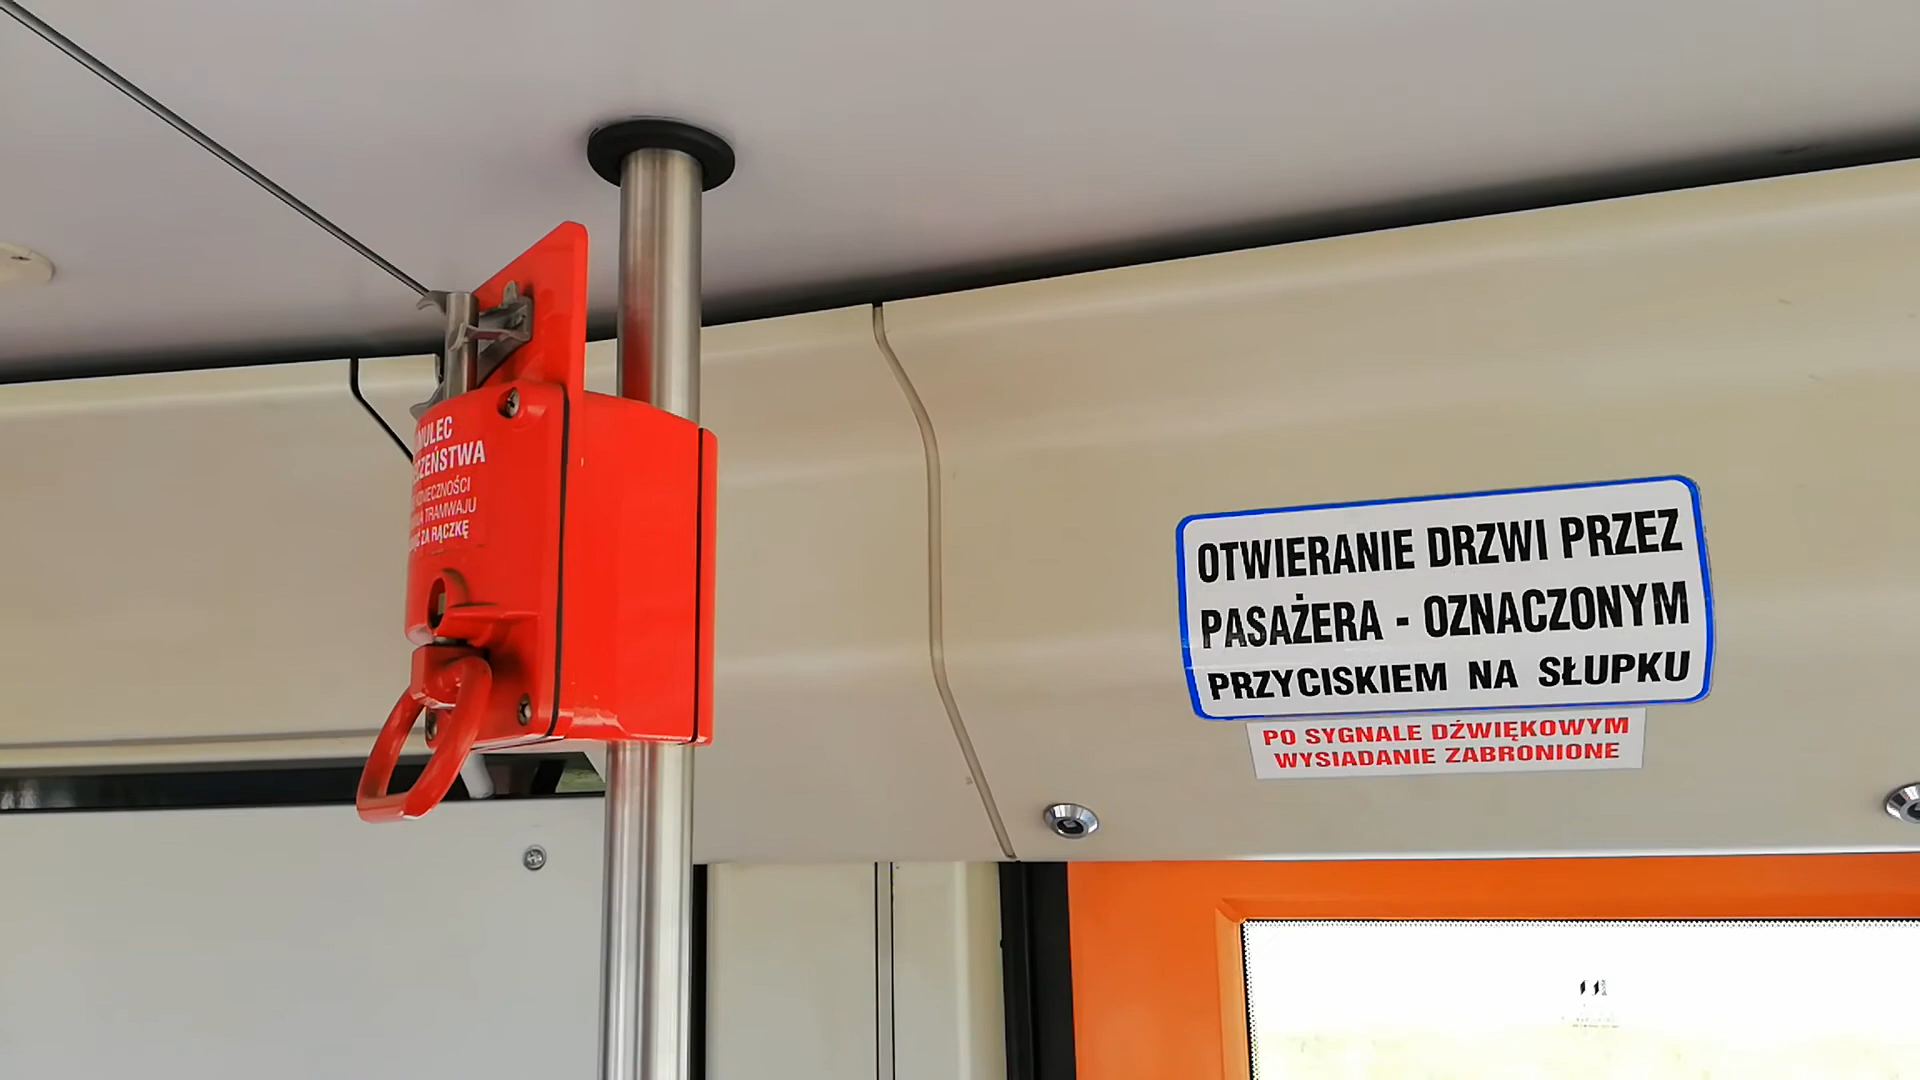 ZA RĄCZKĘ
TRAMWAJU
OTWIERANIE DRZWI PRZEZ
PASAŻERA - OZNACZONYM
PRZYCISKIEM NA SŁUPKU
PO SYGNALE DŹWIĘKOWYM
WYSIADANIE ZABRONIONE